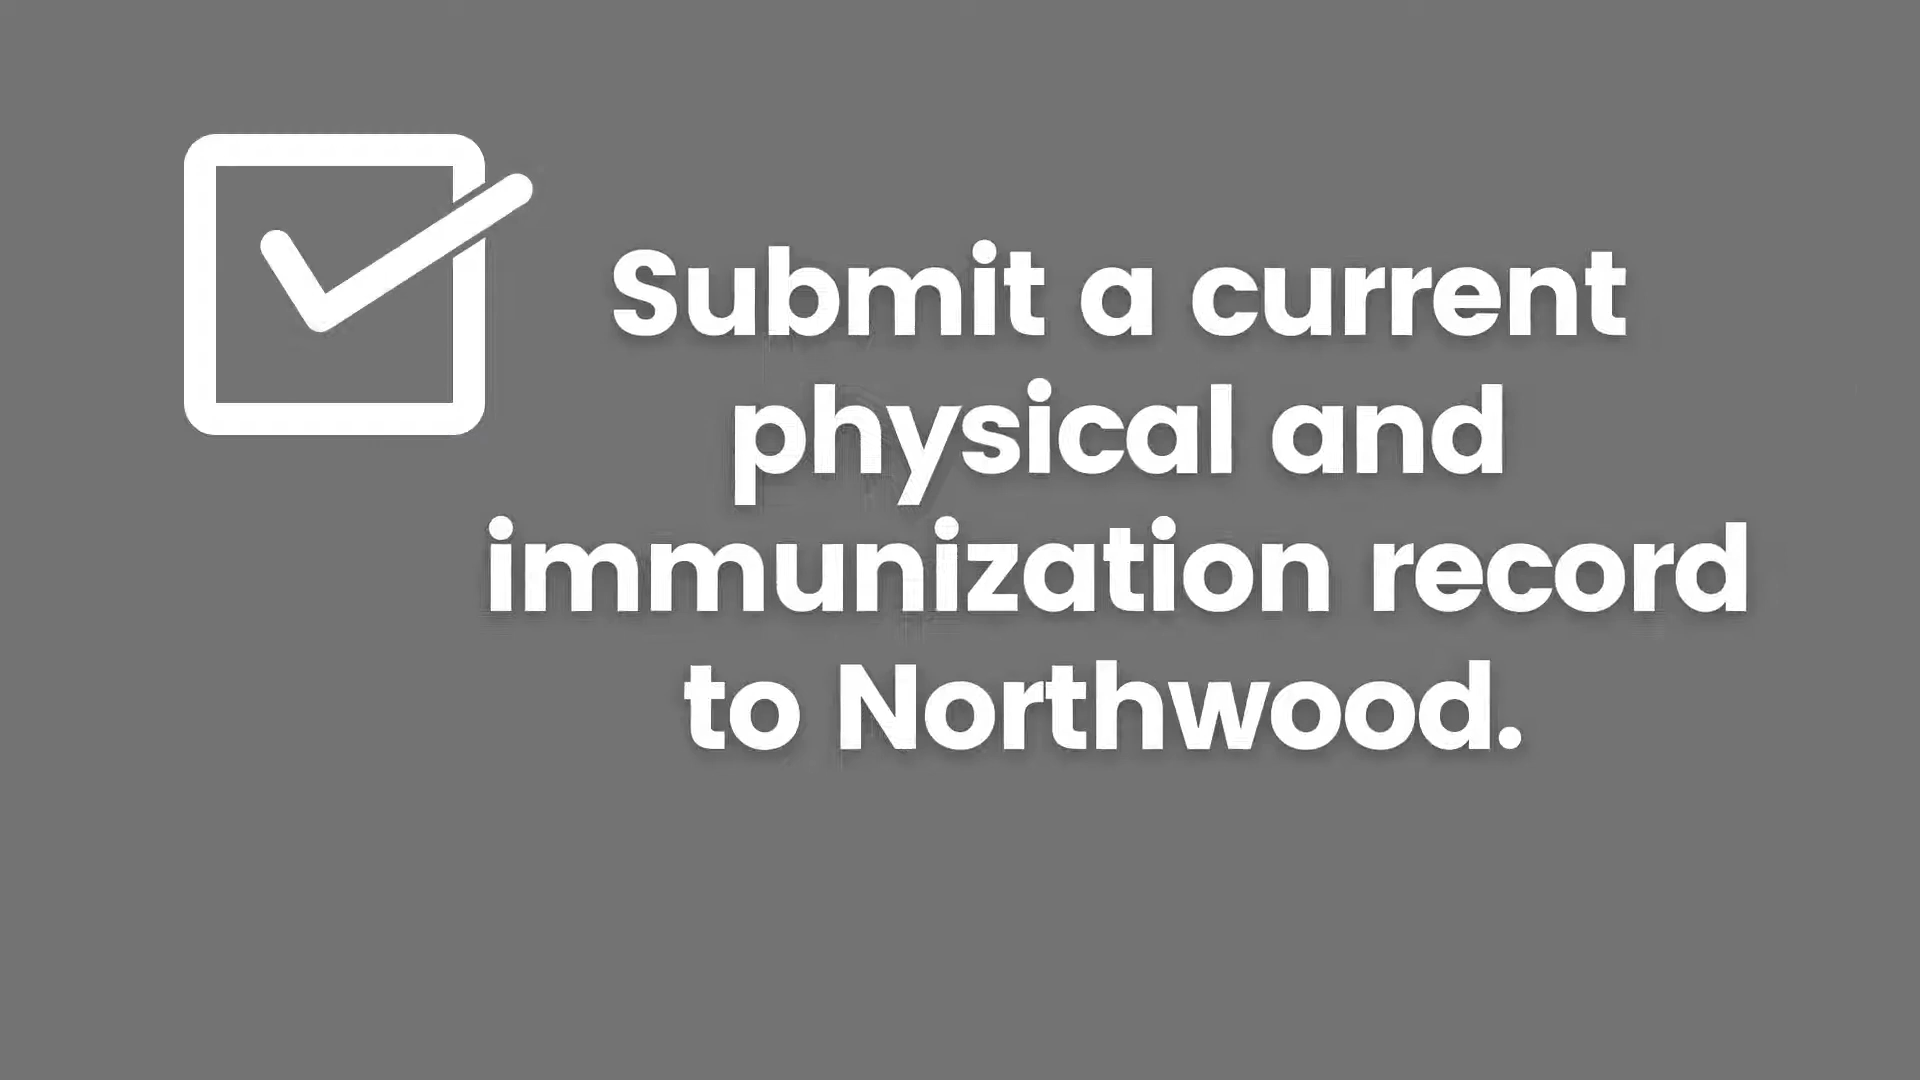 Submit a current
physical and
immunization record
to Northwood.